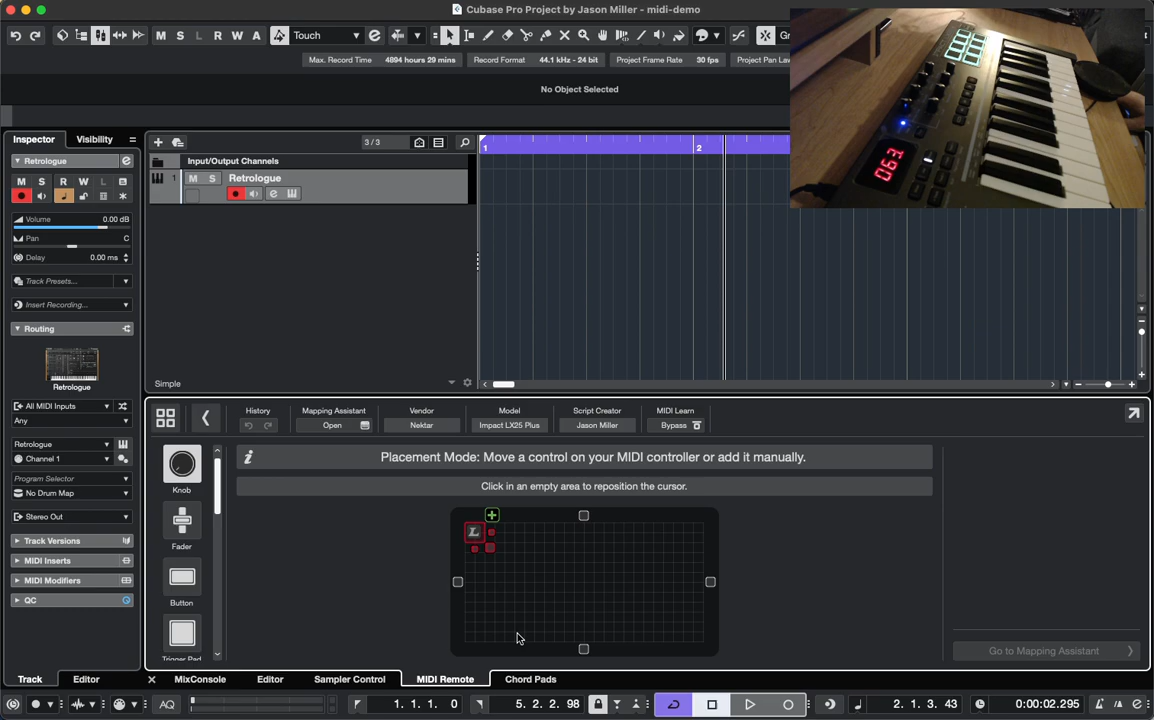 Cubase Pro Project by Jason Miller - midi-demo
M S L R W A Touch
Max. Record Time 4894 hours 29 mins Record Format 44.1 kHz - 24 bit Project Frame Rate 30 fps Project Pan Law
No Object Selected
Inspector Visibility
3 / 3
1 2
Retrologue
Input/Output Channels
1 M S Retrologue
M S R W L
Volume 0.00 dB
Pan C
Delay 0.00 ms
Track Presets...
Insert Recording...
Routing
Retrologue
Simple
All MIDI Inputs
Any
Retrologue
Channel 1
Program Selector
No Drum Map
Stereo Out
Track Versions
MIDI Inserts
MIDI Modifiers
QC
History Mapping Assistant Vendor Model Script Creator MIDI Learn
Open Nektar Impact LX25 Plus Jason Miller Bypass
Placement Mode: Move a control on your MIDI controller or add it manually.
Click in an empty area to reposition the cursor.
Knob
Fader
Button
Trigger Pad
L
Go to Mapping Assistant
Track Editor MixConsole Editor Sampler Control MIDI Remote Chord Pads
AQ 1. 1. 1. 0 5. 2. 2. 98 2. 1. 3. 43 0:00:02.295
063.